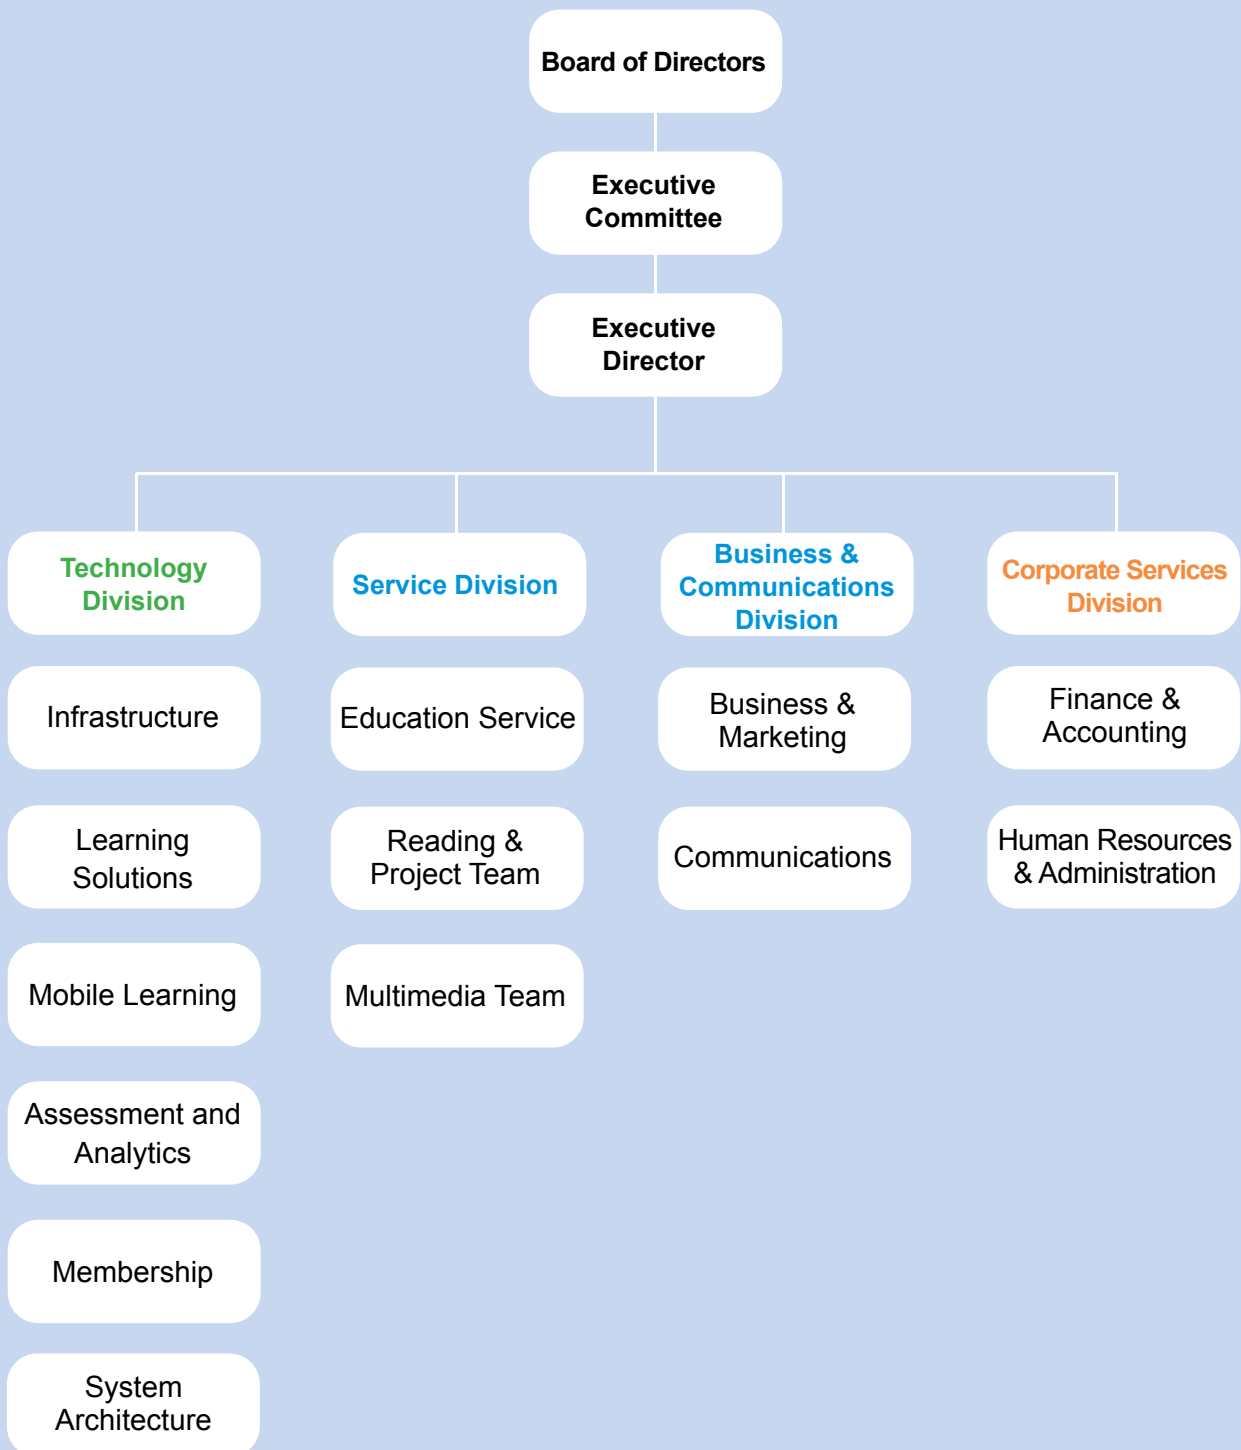 Board of Directors
Executive
Committee
Executive
Director
Technology
Division
Service Division
Business &
Communications
Division
Corporate Services
Division
Infrastructure
Education Service
Business &
Marketing
Finance &
Accounting
Learning
Solutions
Reading &
Project Team
Communications
Human Resources
& Administration
Mobile Learning
Multimedia Team
Assessment and
Analytics
Membership
System
Architecture